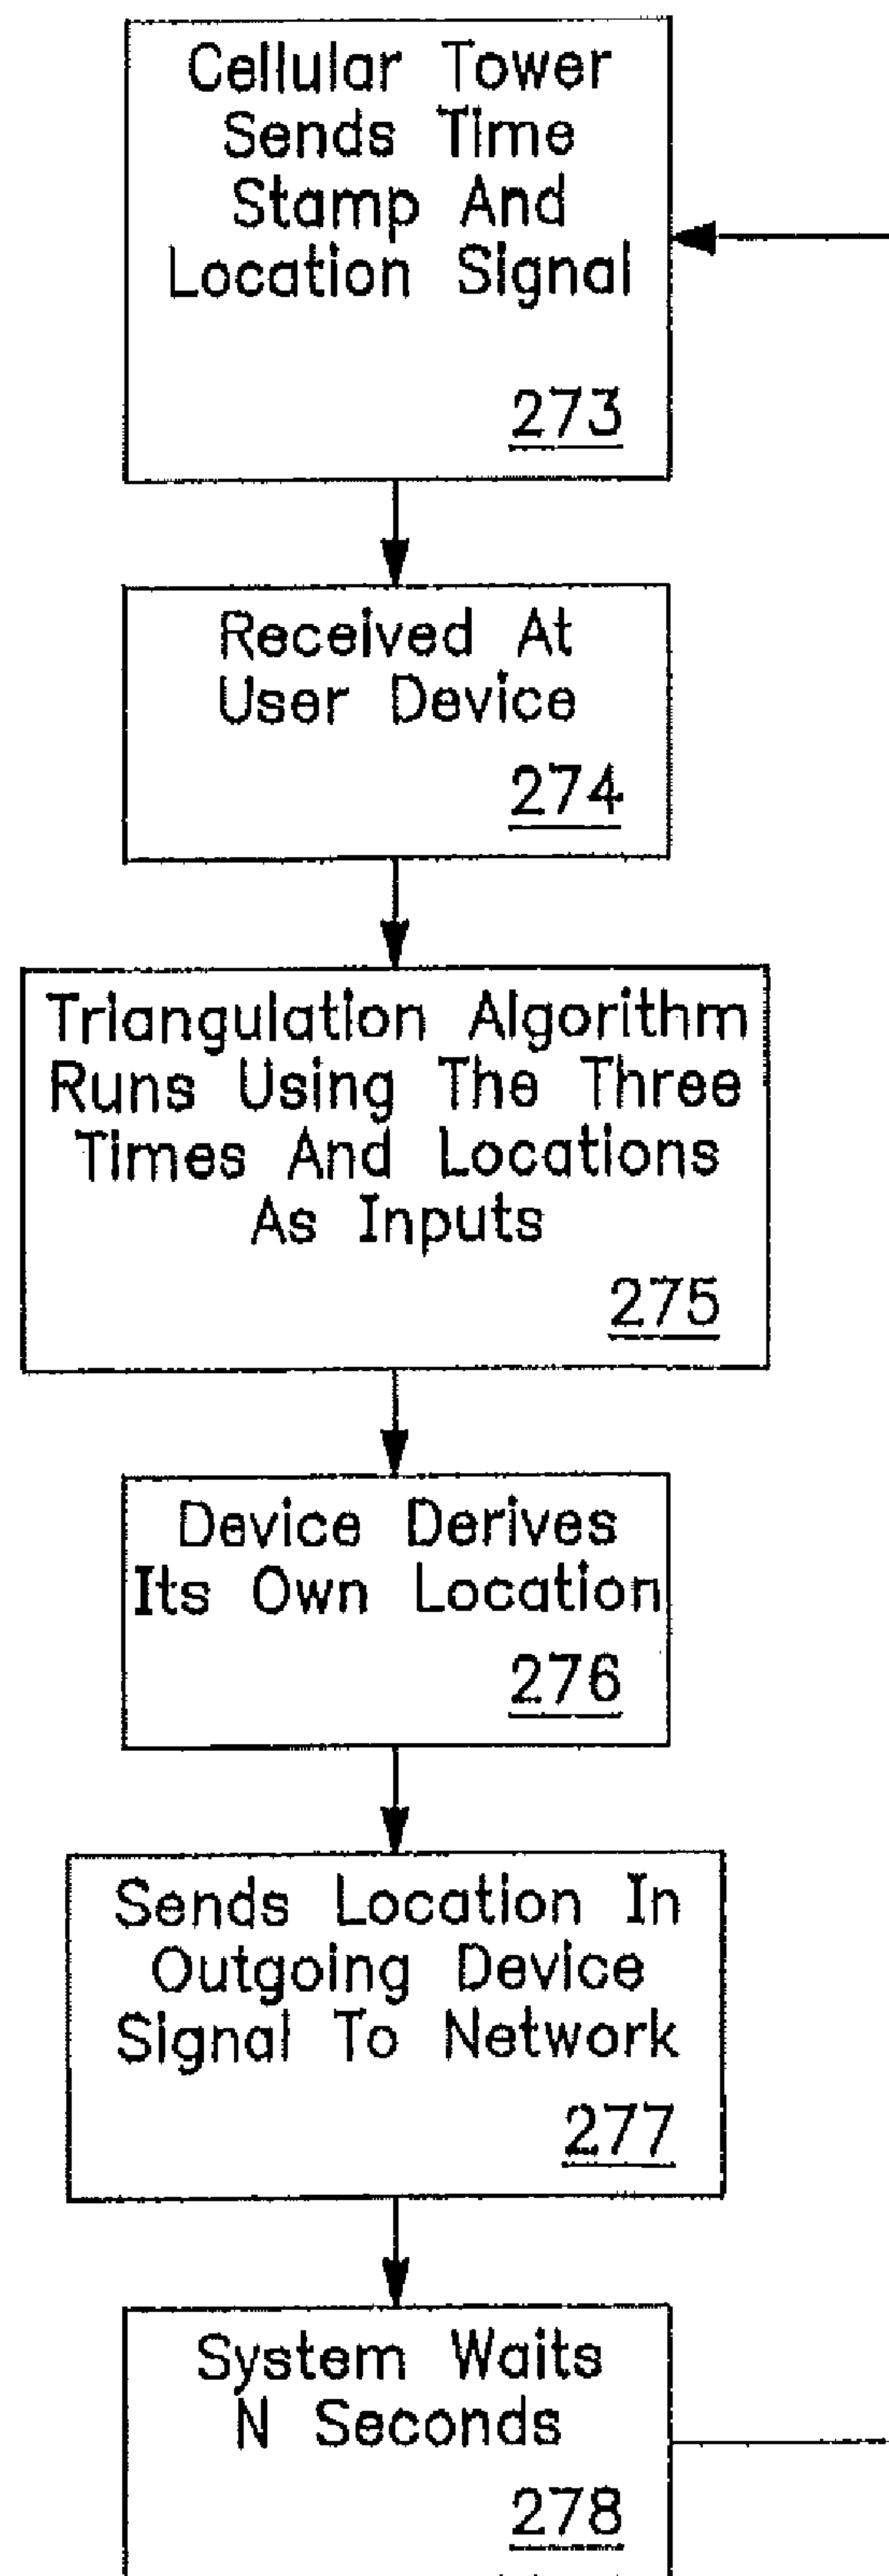 Cellular Tower
Sends Time
Stamp And
Location Signal
273
Received At
User Device
274
Triangulation Algorithm
Runs Using The Three
Times And Locations
As Inputs
275
Device Derives
Its Own Location
276
Sends Location In
Outgoing Device
Signal To Network
277
System Waits
N Seconds
278